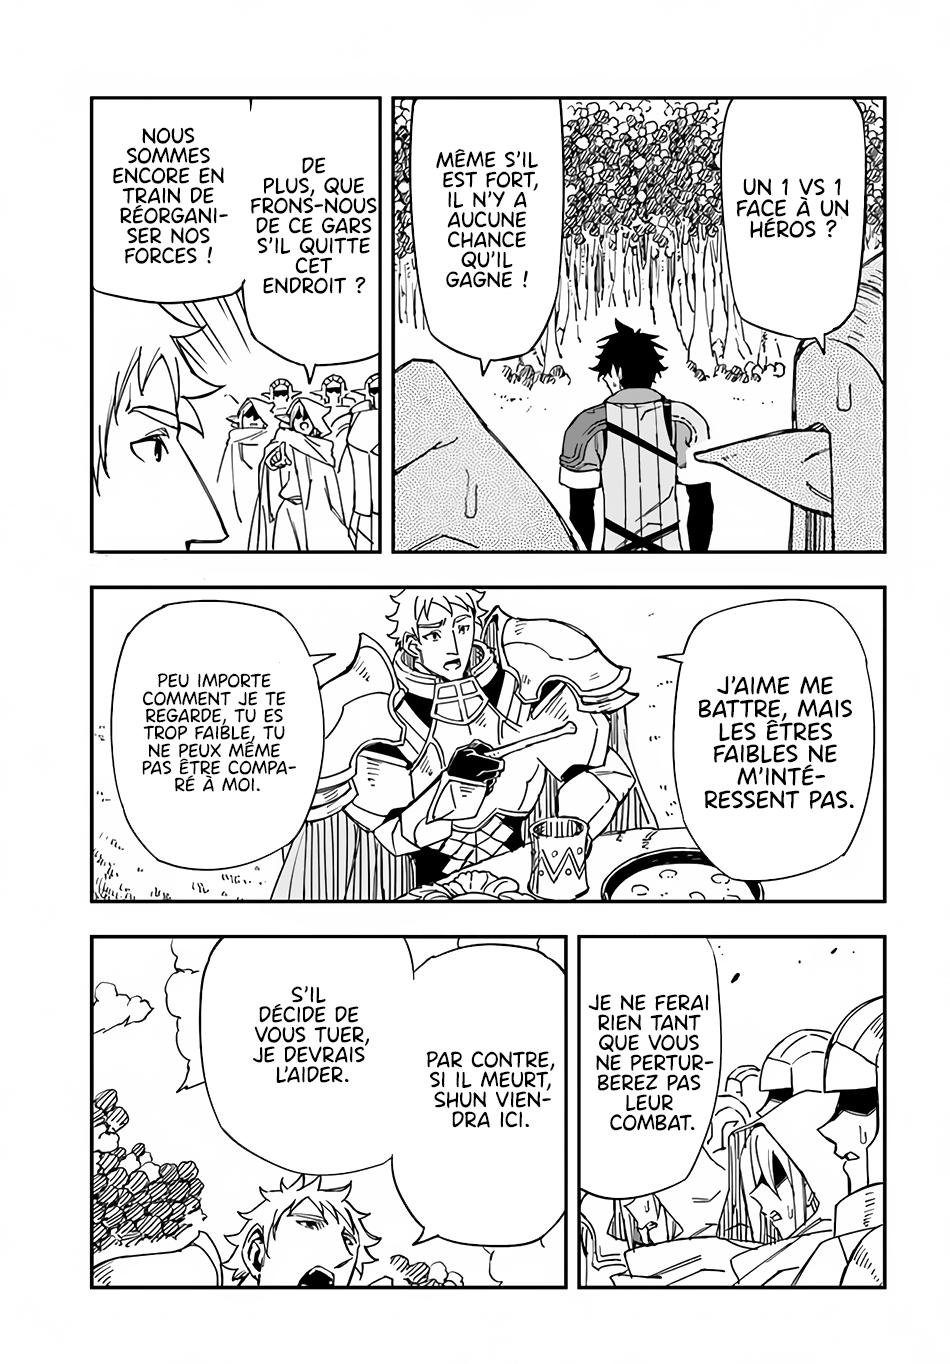 UN 1 VS 1
FACE À UN
HÉROS ?
MÊME S'IL
EST FORT,
IL N'Y A
AUCUNE
CHANCE
QU'IL
GAGNE !
DE
PLUS, QUE
FRONS-NOUS
DE CE GARS
S'IL QUITTE
CET
ENDROIT ?
NOUS
SOMMES
ENCORE EN
TRAIN DE
RÉORGANI-
SER NOS
FORCES !
J'AIME ME
BATTRE, MAIS
LES ÊTRES
FAIBLES NE
M'INTÉ-
RESSENT PAS.
PEU IMPORTE
COMMENT JE TE
REGARDE, TU ES
TROP FAIBLE, TU
NE PEUX MÊME
PAS ÊTRE COMPA-
RÉ À MOI.
JE NE FERAI
RIEN TANT
QUE VOUS
NE PERTUR-
BEREZ PAS
LEUR
COMBAT.
PAR CONTRE,
SI IL MEURT,
SHUN VIEN-
DRA ICI.
S'IL
DÉCIDE DE
VOUS TUER,
JE DEVRAIS
L'AIDER.